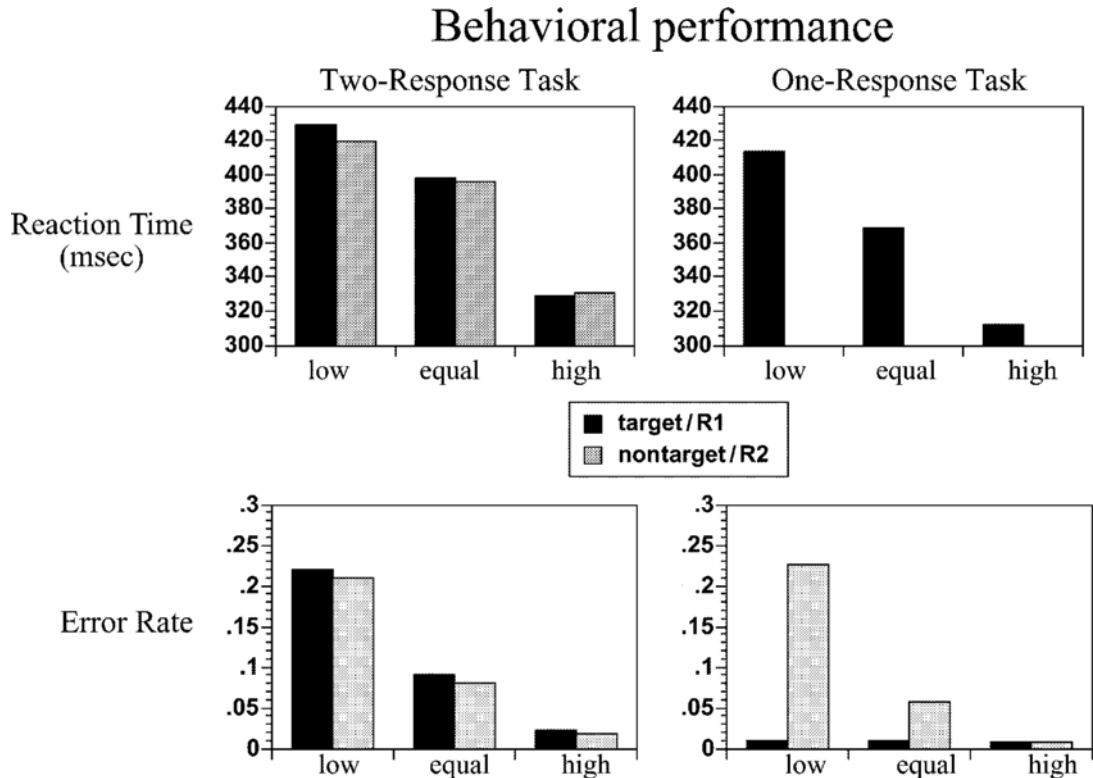 Behavioral performance
Two-Response Task
One-Response Task
Reaction Time
(msec)
440
420
400
380
360
340
320
300
low equal high
440
420
400
380
360
340
320
300
low equal high
target/R1
nontarget/R2
Error Rate
.3
.25
.2
.15
.1
.05
0
low equal high
.3
.25
.2
.15
.1
.05
0
low equal high